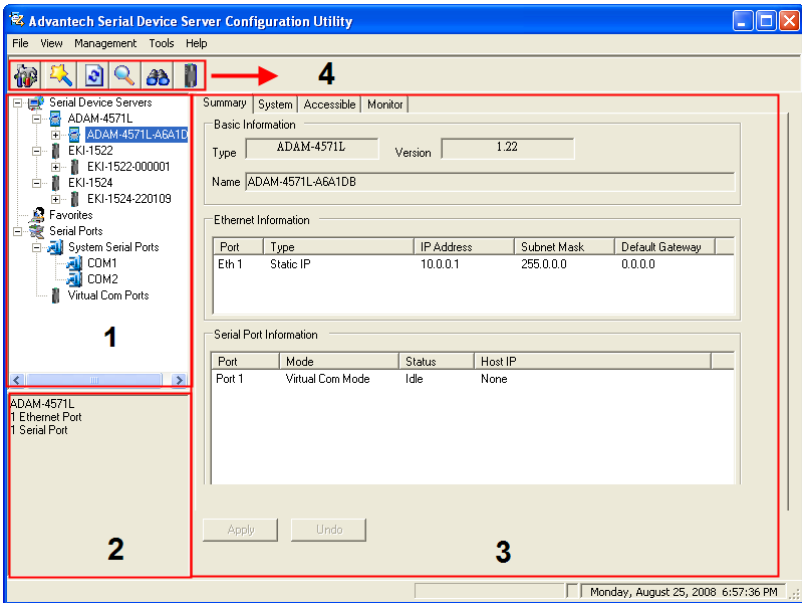 Advantech Serial Device Server Configuration Utility
File View Management Tools Help
4
Serial Device Servers
ADAM-4571L
ADAM-4571L-A6A1D
EKI-1522
EKI-1522-000001
EKI-1524
EKI-1524-220109
Favorites
Serial Ports
System Serial Ports
COM1
COM2
Virtual Com Ports
1
ADAM-4571L
1 Ethernet Port
1 Serial Port
2
Summary System Accessible Monitor
Basic Information
Type ADAM-4571L Version 1.22
Name ADAM-4571L-A6A1DB
Ethernet Information
Port Type IP Address Subnet Mask Default Gateway
Eth 1 Static IP 10.0.0.1 255.0.0.0 0.0.0.0
Serial Port Information
Port Mode Status Host IP
Port 1 Virtual Com Mode Idle None
Apply Undo
3
Monday, August 25, 2008 6:57:36 PM